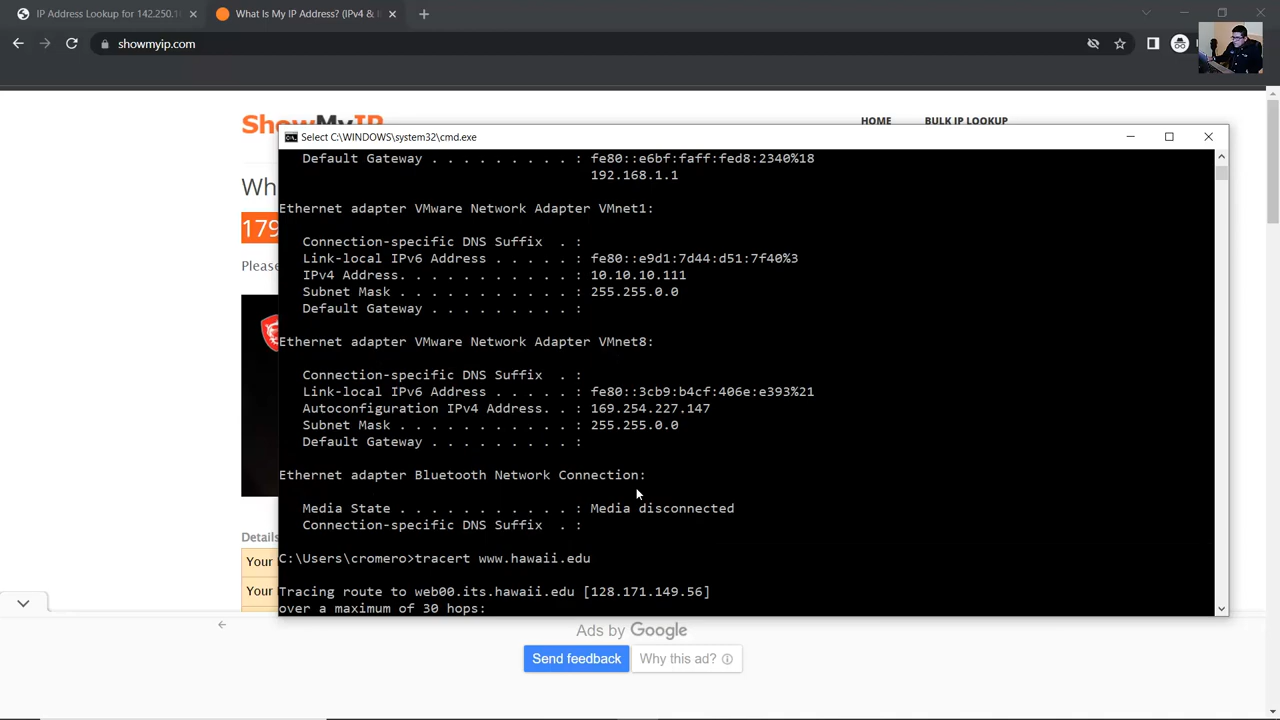 IP Address Lookup for 142.250.1
What Is My IP Address? (IPv4 &
showmyip.com
ShowMyIP
HOME
BULK IP LOOKUP
Select C:\WINDOWS\system32\cmd.exe
Default Gateway . . . . . . . . . : fe80::e6bf:faff:fed8:2340%18
192.168.1.1
Wh
Ethernet adapter VMware Network Adapter VMnet1:
179
Connection-specific DNS Suffix  . :
Link-local IPv6 Address . . . . . : fe80::e9d1:7d44:d51:7f40%3
Pleas
IPv4 Address. . . . . . . . . . . : 10.10.10.111
Subnet Mask . . . . . . . . . . . : 255.255.0.0
Default Gateway . . . . . . . . . :
Ethernet adapter VMware Network Adapter VMnet8:
Connection-specific DNS Suffix  . :
Link-local IPv6 Address . . . . . : fe80::3cb9:b4cf:406e:e393%21
Autoconfiguration IPv4 Address. . : 169.254.227.147
Subnet Mask . . . . . . . . . . . : 255.255.0.0
Default Gateway . . . . . . . . . :
Ethernet adapter Bluetooth Network Connection:
Media State . . . . . . . . . . . : Media disconnected
Connection-specific DNS Suffix  . :
Details
C:\Users\cromero>tracert www.hawaii.edu
Your
Tracing route to web00.its.hawaii.edu [128.171.149.56]
Your
over a maximum of 30 hops:
Ads by Google
Send feedback
Why this ad?